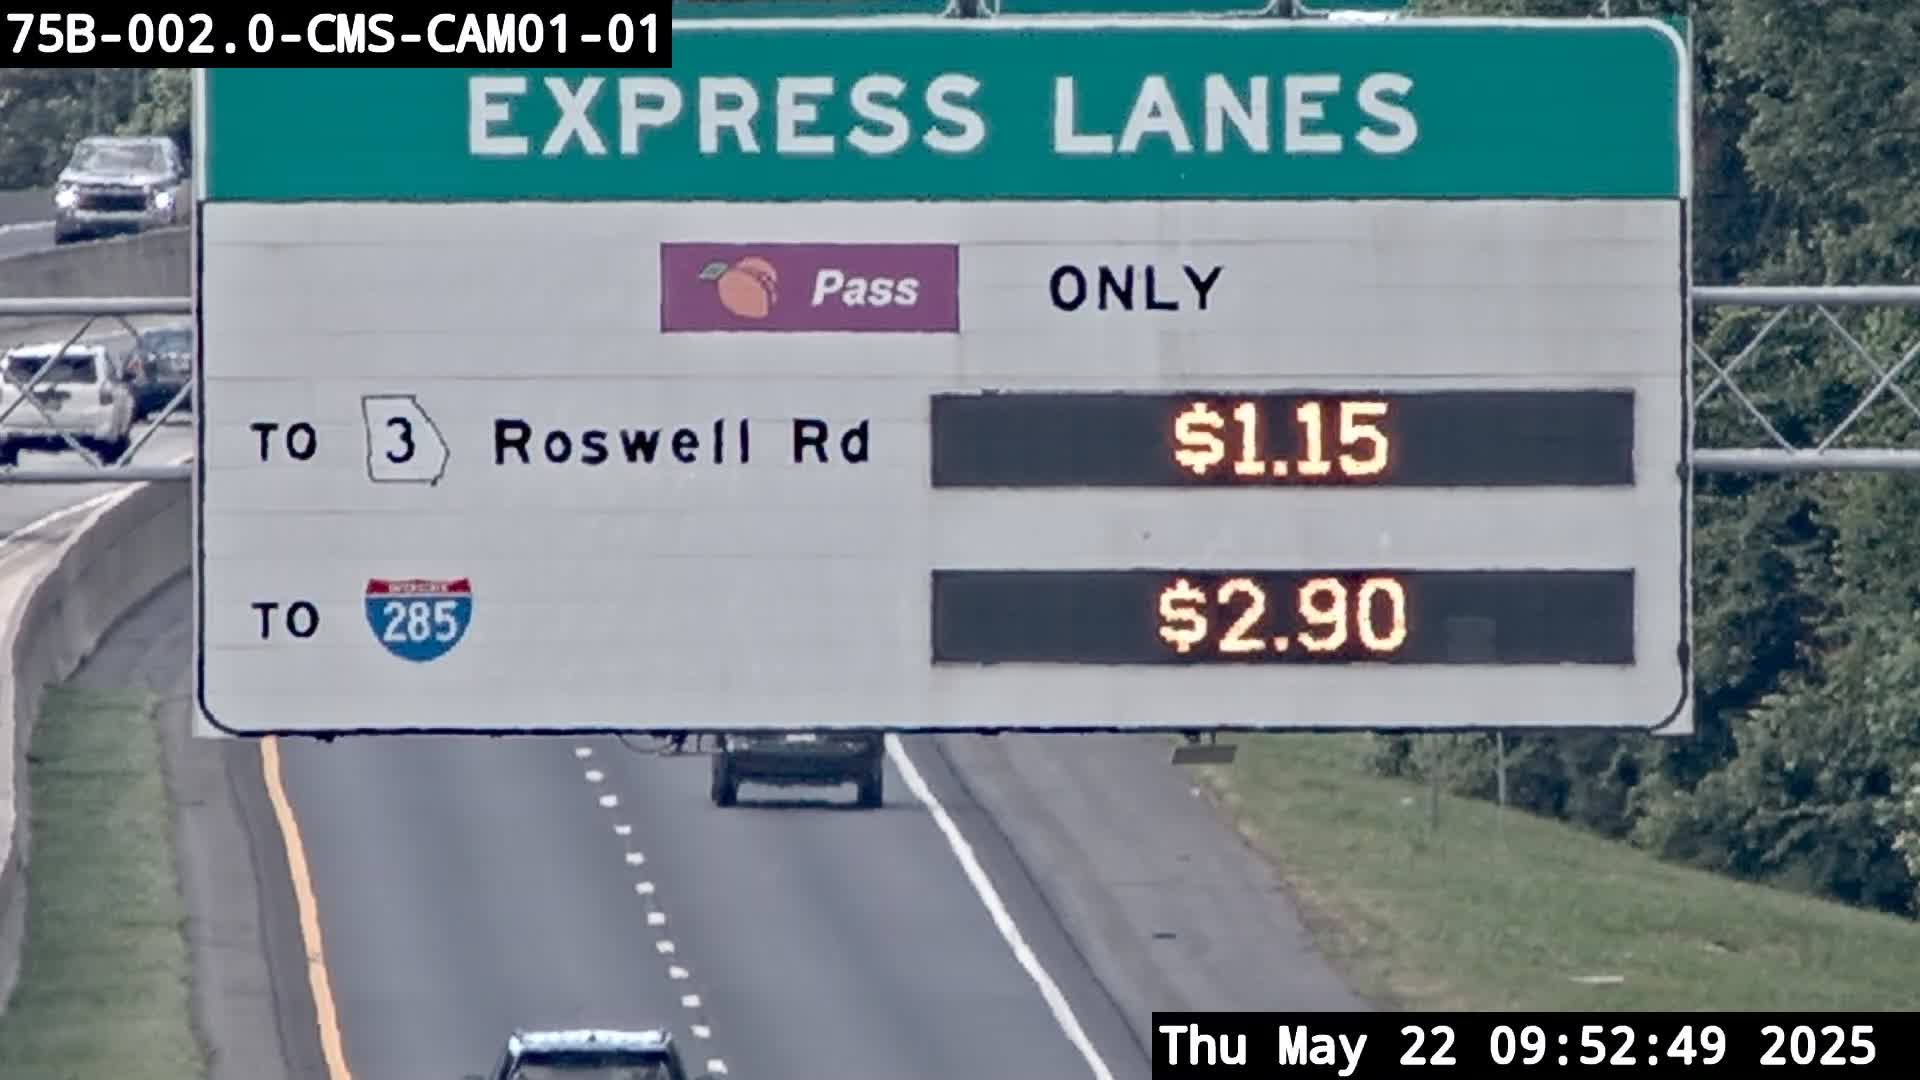 75B-002.0-CMS-CAM01-01
EXPRESS LANES
Pass ONLY
TO 3 Roswell Rd $1.15
TO INTERSTATE 285 $2.90
Thu May 22 09:52:49 2025